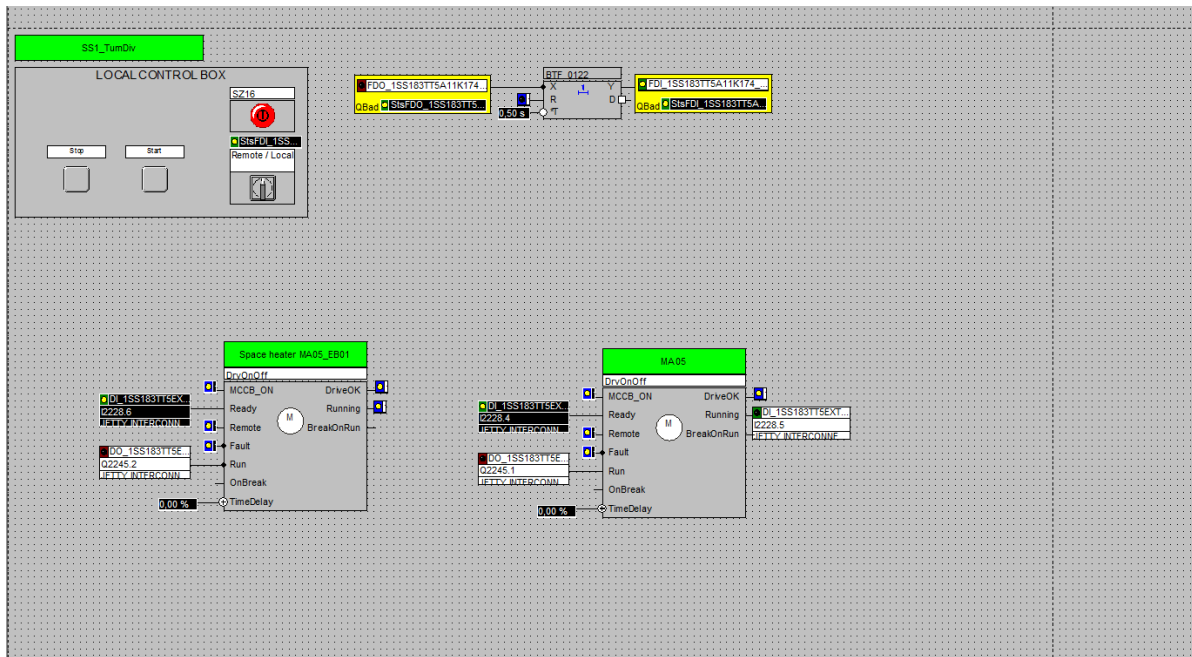 SS1_TurnDiv
LOCAL CONTROL BOX
SZ16
StsFDI_1SS...
Stop
Start
Remote / Local
FDO_1SS183TT5A11K174...
QBad StsFDO_1SS183TT5...
BTF_0122
X Y
R D
0,50 s
FDI_1SS183TT5A11K174_...
QBad StsFDI_1SS183TT5A...
Space heater MA05_EB01
DrvOnOff
MCCB_ON DriveOK
DI_1SS183TT5EX...
I2228.6
JETTY INTERCONN
Ready Running
Remote M BreakOnRun
Fault
DO_1SS183TT5E...
Q2245.2
JETTY INTERCONN
Run
OnBreak
0,00 % TimeDelay
MA05
DrvOnOff
MCCB_ON DriveOK
DI_1SS183TT5EX...
I2228.4
JETTY INTERCONN
Ready Running
DI_1SS183TT5EXT...
I2228.5
JETTY INTERCONNE
Remote M BreakOnRun
Fault
DO_1SS183TT5E...
Q2245.1
JETTY INTERCONN
Run
OnBreak
0,00 % TimeDelay